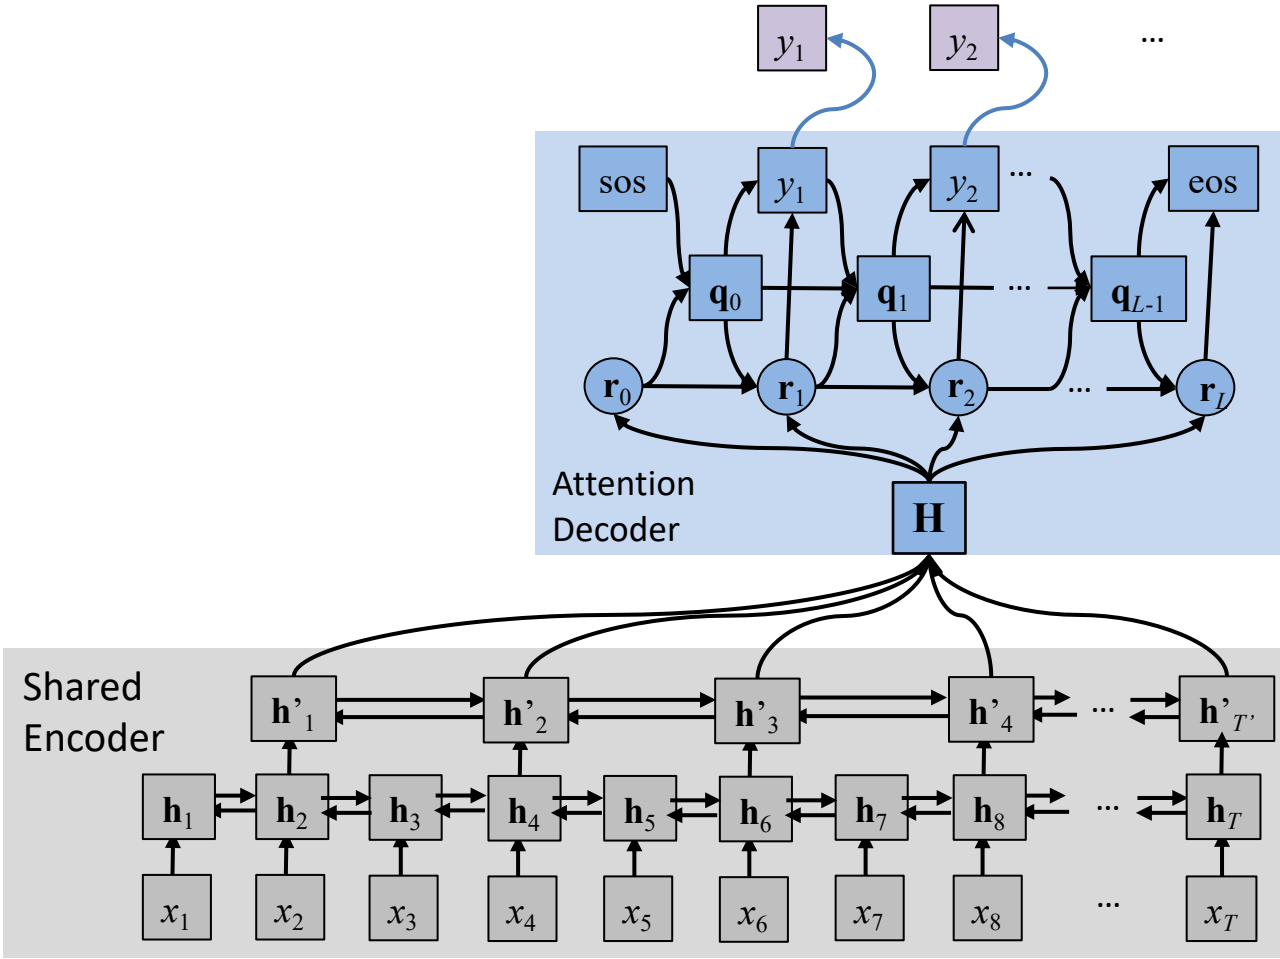 y1 y2 ...
sos y1 y2 ... eos
q0 q1 ... qL-1
r0 r1 r2 ... rL
Attention
Decoder
H
Shared
Encoder
h'1 h'2 h'3 h'4 ... h'T'
h1 h2 h3 h4 h5 h6 h7 h8 ... hT
x1 x2 x3 x4 x5 x6 x7 x8 ... xT